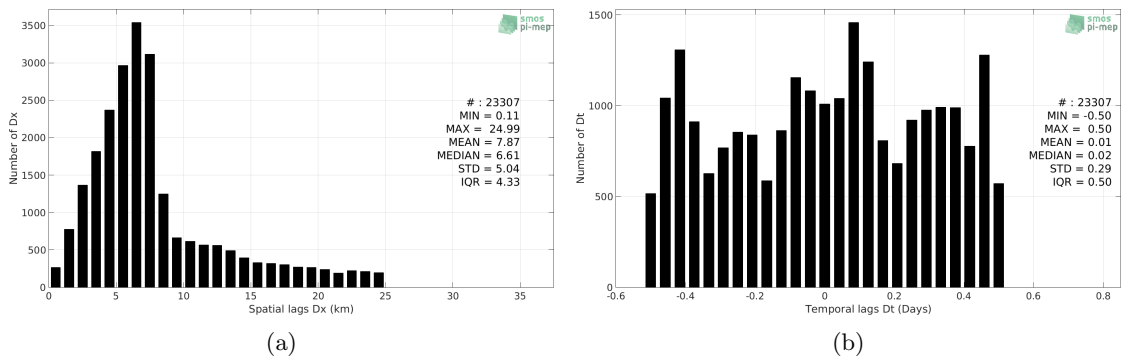 3500
3000
2500
2000
1500
1000
500
0
Number of Dx
0 5 10 15 20 25 30 35
Spatial lags Dx (km)
smos
pi-mep
# : 23307
MIN = 0.11
MAX = 24.99
MEAN = 7.87
MEDIAN = 6.61
STD = 5.04
IQR = 4.33
(a)
1500
1000
500
0
Number of Dt
-0.6 -0.4 -0.2 0 0.2 0.4 0.6 0.8
Temporal lags Dt (Days)
smos
pi-mep
# : 23307
MIN = -0.50
MAX = 0.50
MEAN = 0.01
MEDIAN = 0.02
STD = 0.29
IQR = 0.50
(b)